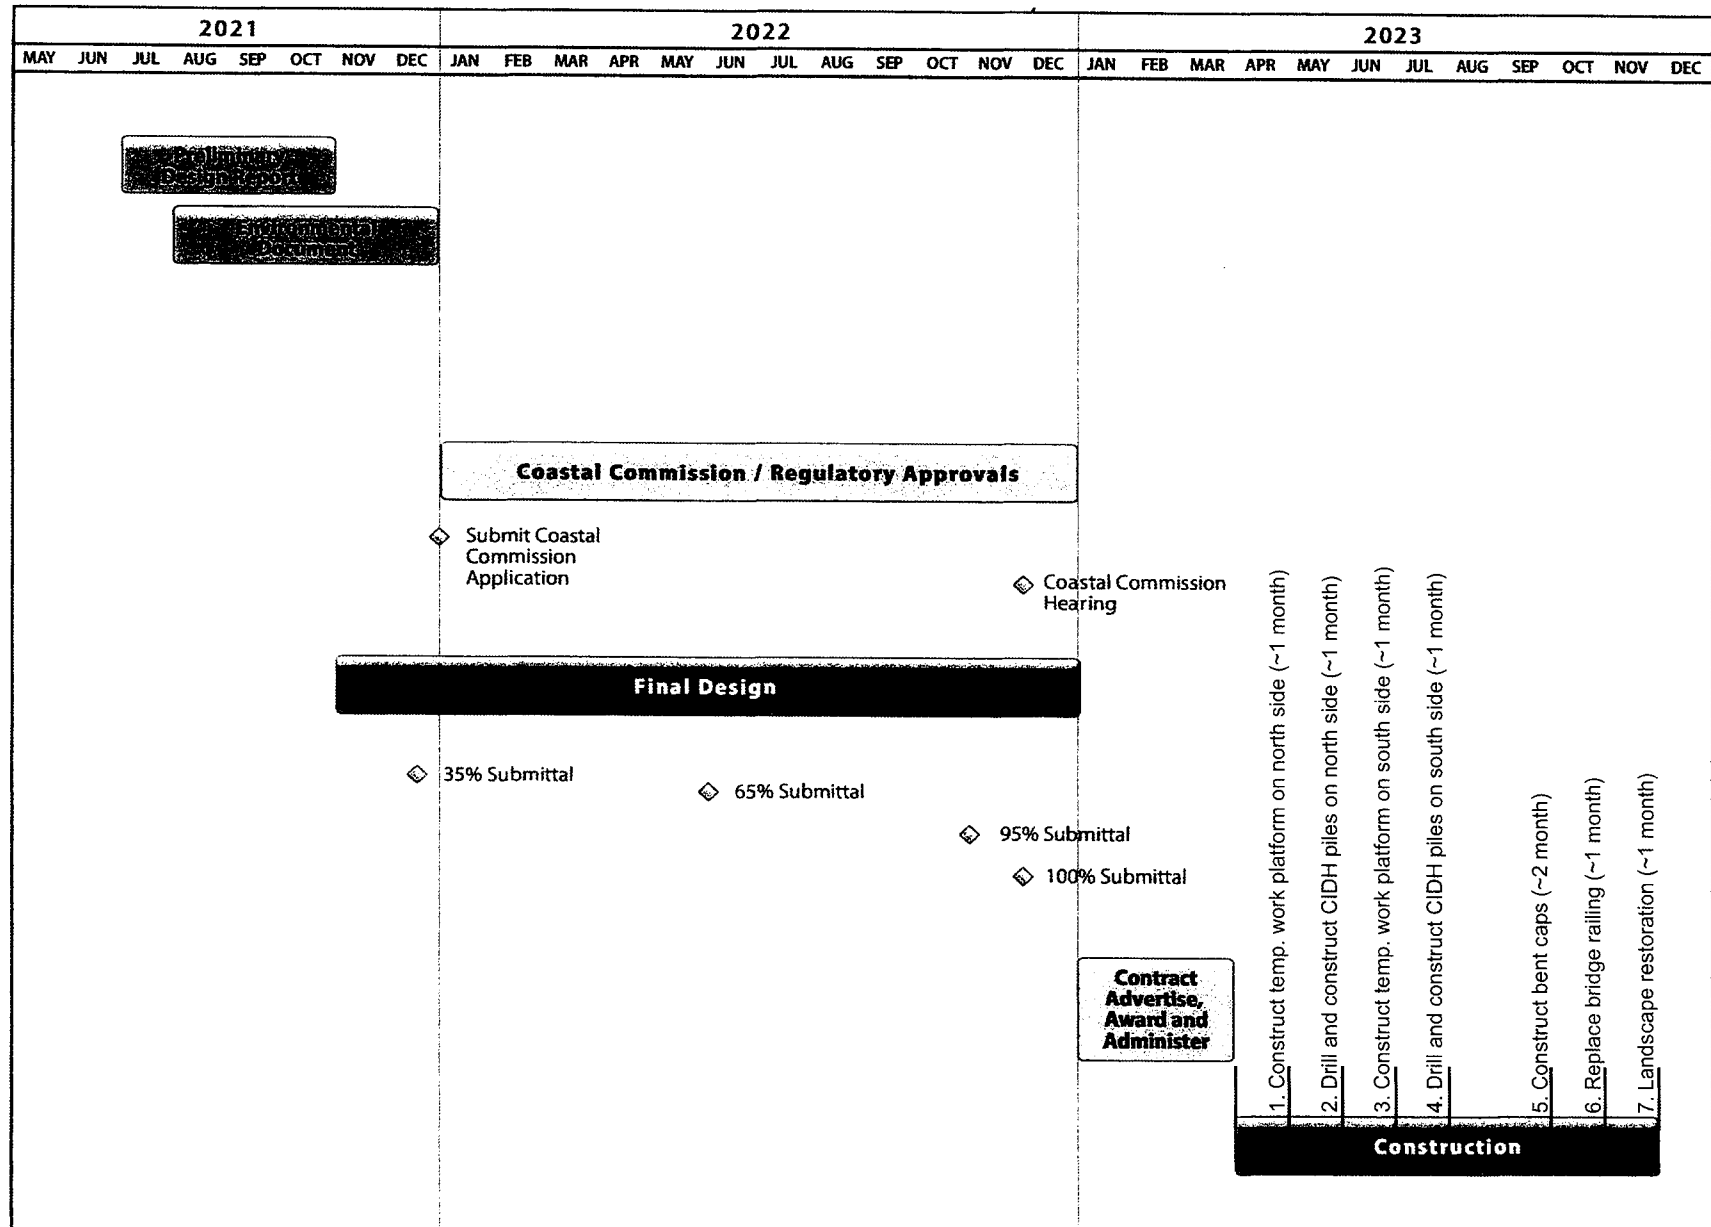 2021 2022 2023
MAY JUN JUL AUG SEP OCT NOV DEC JAN FEB MAR APR MAY JUN JUL AUG SEP OCT NOV DEC JAN FEB MAR APR MAY JUN JUL AUG SEP OCT NOV DEC
Preliminary
Design Report
Environmental
Document
Coastal Commission / Regulatory Approvals
Submit Coastal
Commission
Application
Coastal Commission
Hearing
Final Design
35% Submittal
65% Submittal
95% Submittal
100% Submittal
Contract
Advertise,
Award and
Administer
1. Construct temp. work platform on north side (~1 month)
2. Drill and construct CIDH piles on north side (~1 month)
3. Construct temp. work platform on south side (~1 month)
4. Drill and construct CIDH piles on south side (~1 month)
5. Construct bent caps (~2 month)
6. Replace bridge railing (~1 month)
7. Landscape restoration (~1 month)
Construction